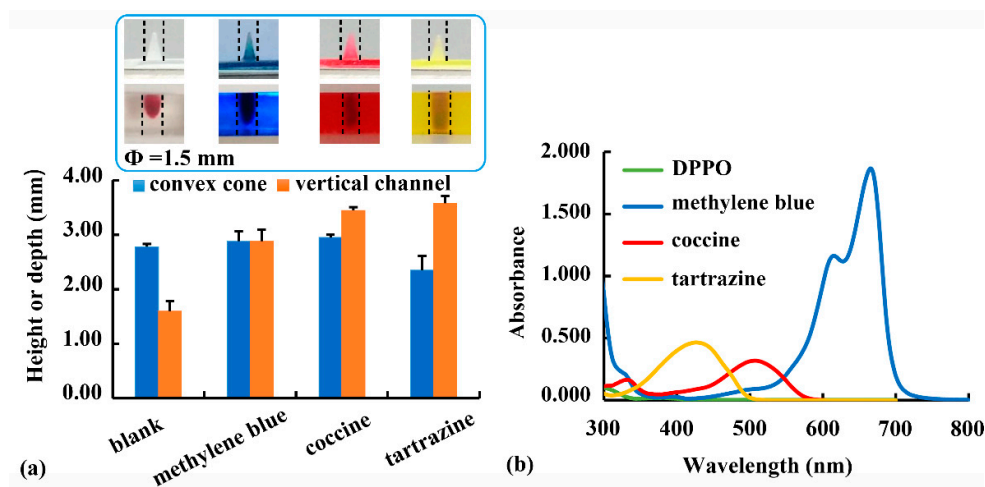 Φ =1.5 mm
convex cone
vertical channel
Height or depth (mm)
4.00
3.00
2.00
1.00
0.00
blank
methylene blue
coccine
tartrazine
(a)
DPPO
methylene blue
coccine
tartrazine
Absorbance
2.000
1.500
1.000
0.500
0.000
300
400
500
600
700
800
Wavelength (nm)
(b)